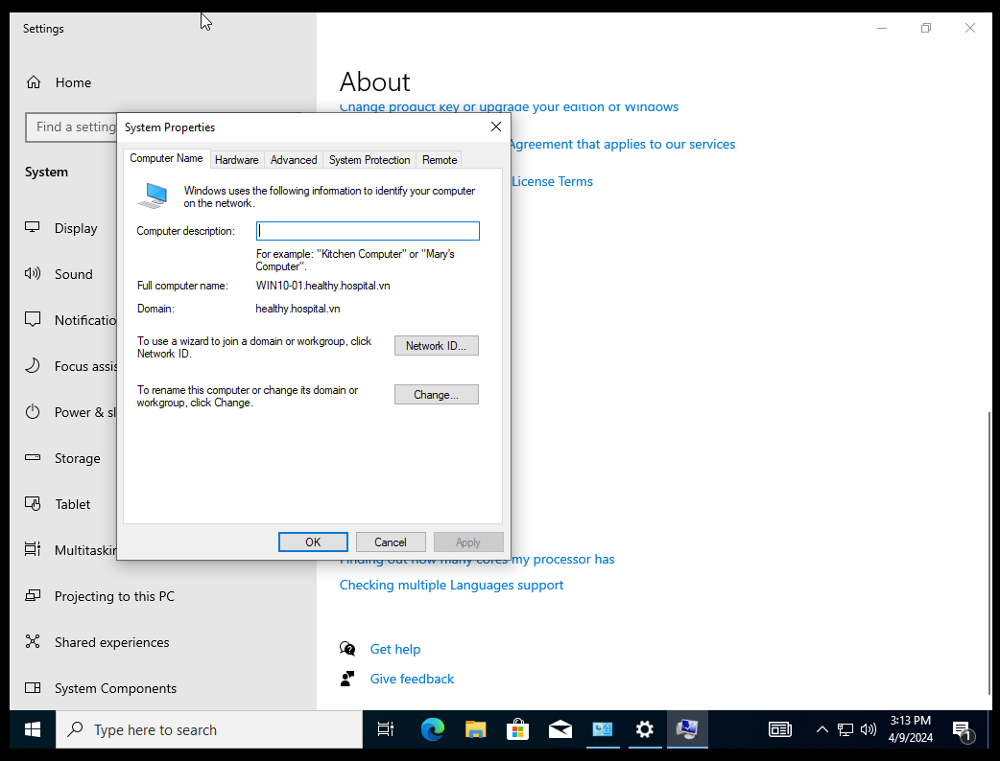 Settings
Home
Find a setting
System
Display
Sound
Notificatio
Focus assis
Power & sl
Storage
Tablet
Multitaskin
Projecting to this PC
Shared experiences
System Components
About
Change product key or upgrade your edition of Windows
Agreement that applies to our services
License Terms
System Properties
Computer Name
Hardware
Advanced
System Protection
Remote
Windows uses the following information to identify your computer
on the network.
Computer description:
For example: "Kitchen Computer" or "Mary's
Computer".
Full computer name:
WIN10-01.healthy.hospital.vn
Domain:
healthy.hospital.vn
To use a wizard to join a domain or workgroup, click
Network ID.
Network ID...
To rename this computer or change its domain or
workgroup, click Change.
Change...
OK
Cancel
Apply
Finding out how many cores my processor has
Checking multiple Languages support
Get help
Give feedback
Type here to search
3:13 PM
4/9/2024
1